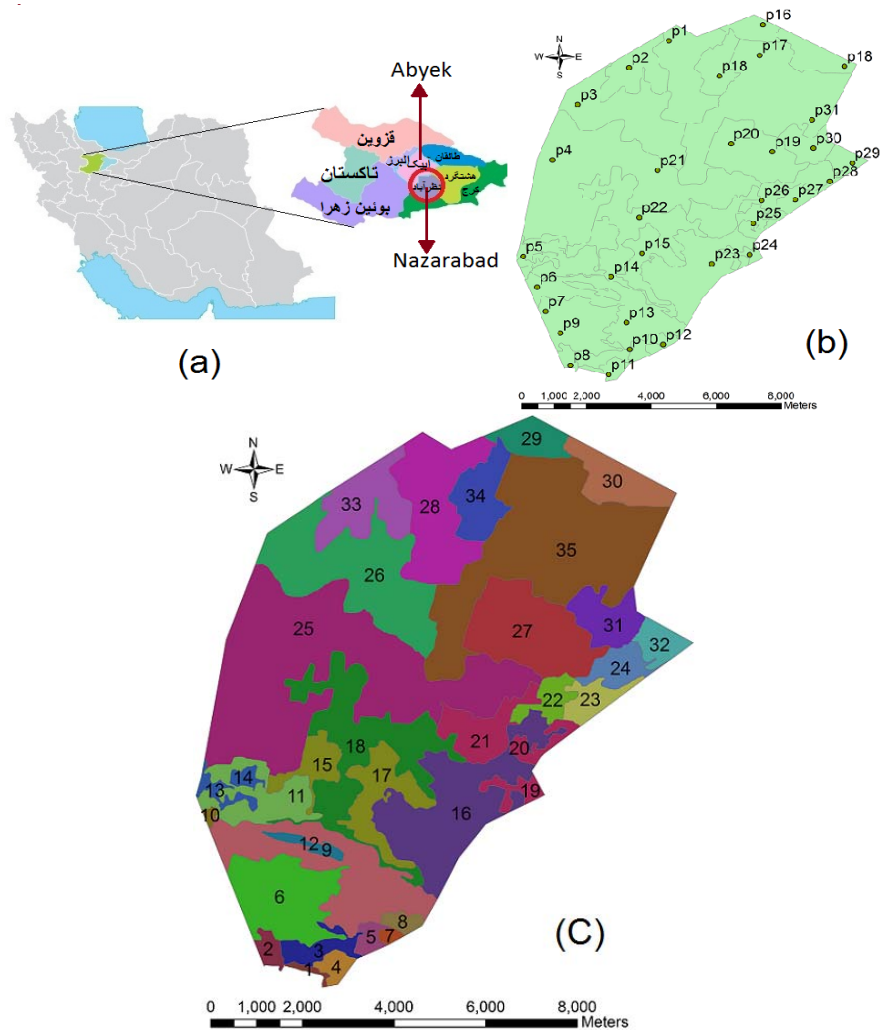 Abyek
قزوین
طالقان
البرز
آبیک
تاکستان
هشتگرد
نظرآباد
کرج
بوئین زهرا
Nazarabad
(a)
p16
p1
p17
p2
p18
p18
p3
p31
p20
p19
p30
p4
p21
p29
p28
p26
p27
p22
p25
p15
p24
p5
p23
p14
p6
p7
p13
p9
p10
p12
p8
p11
N
W E
S
(b)
0 1,000 2,000 4,000 6,000 8,000
Meters
N
W E
S
29
30
33
28
34
35
26
25
27
31
32
24
22
23
21
20
18
15
17
14
13
11
19
10
16
12
9
6
8
5
7
2
3
1
4
(C)
0 1,000 2,000 4,000 6,000 8,000
Meters